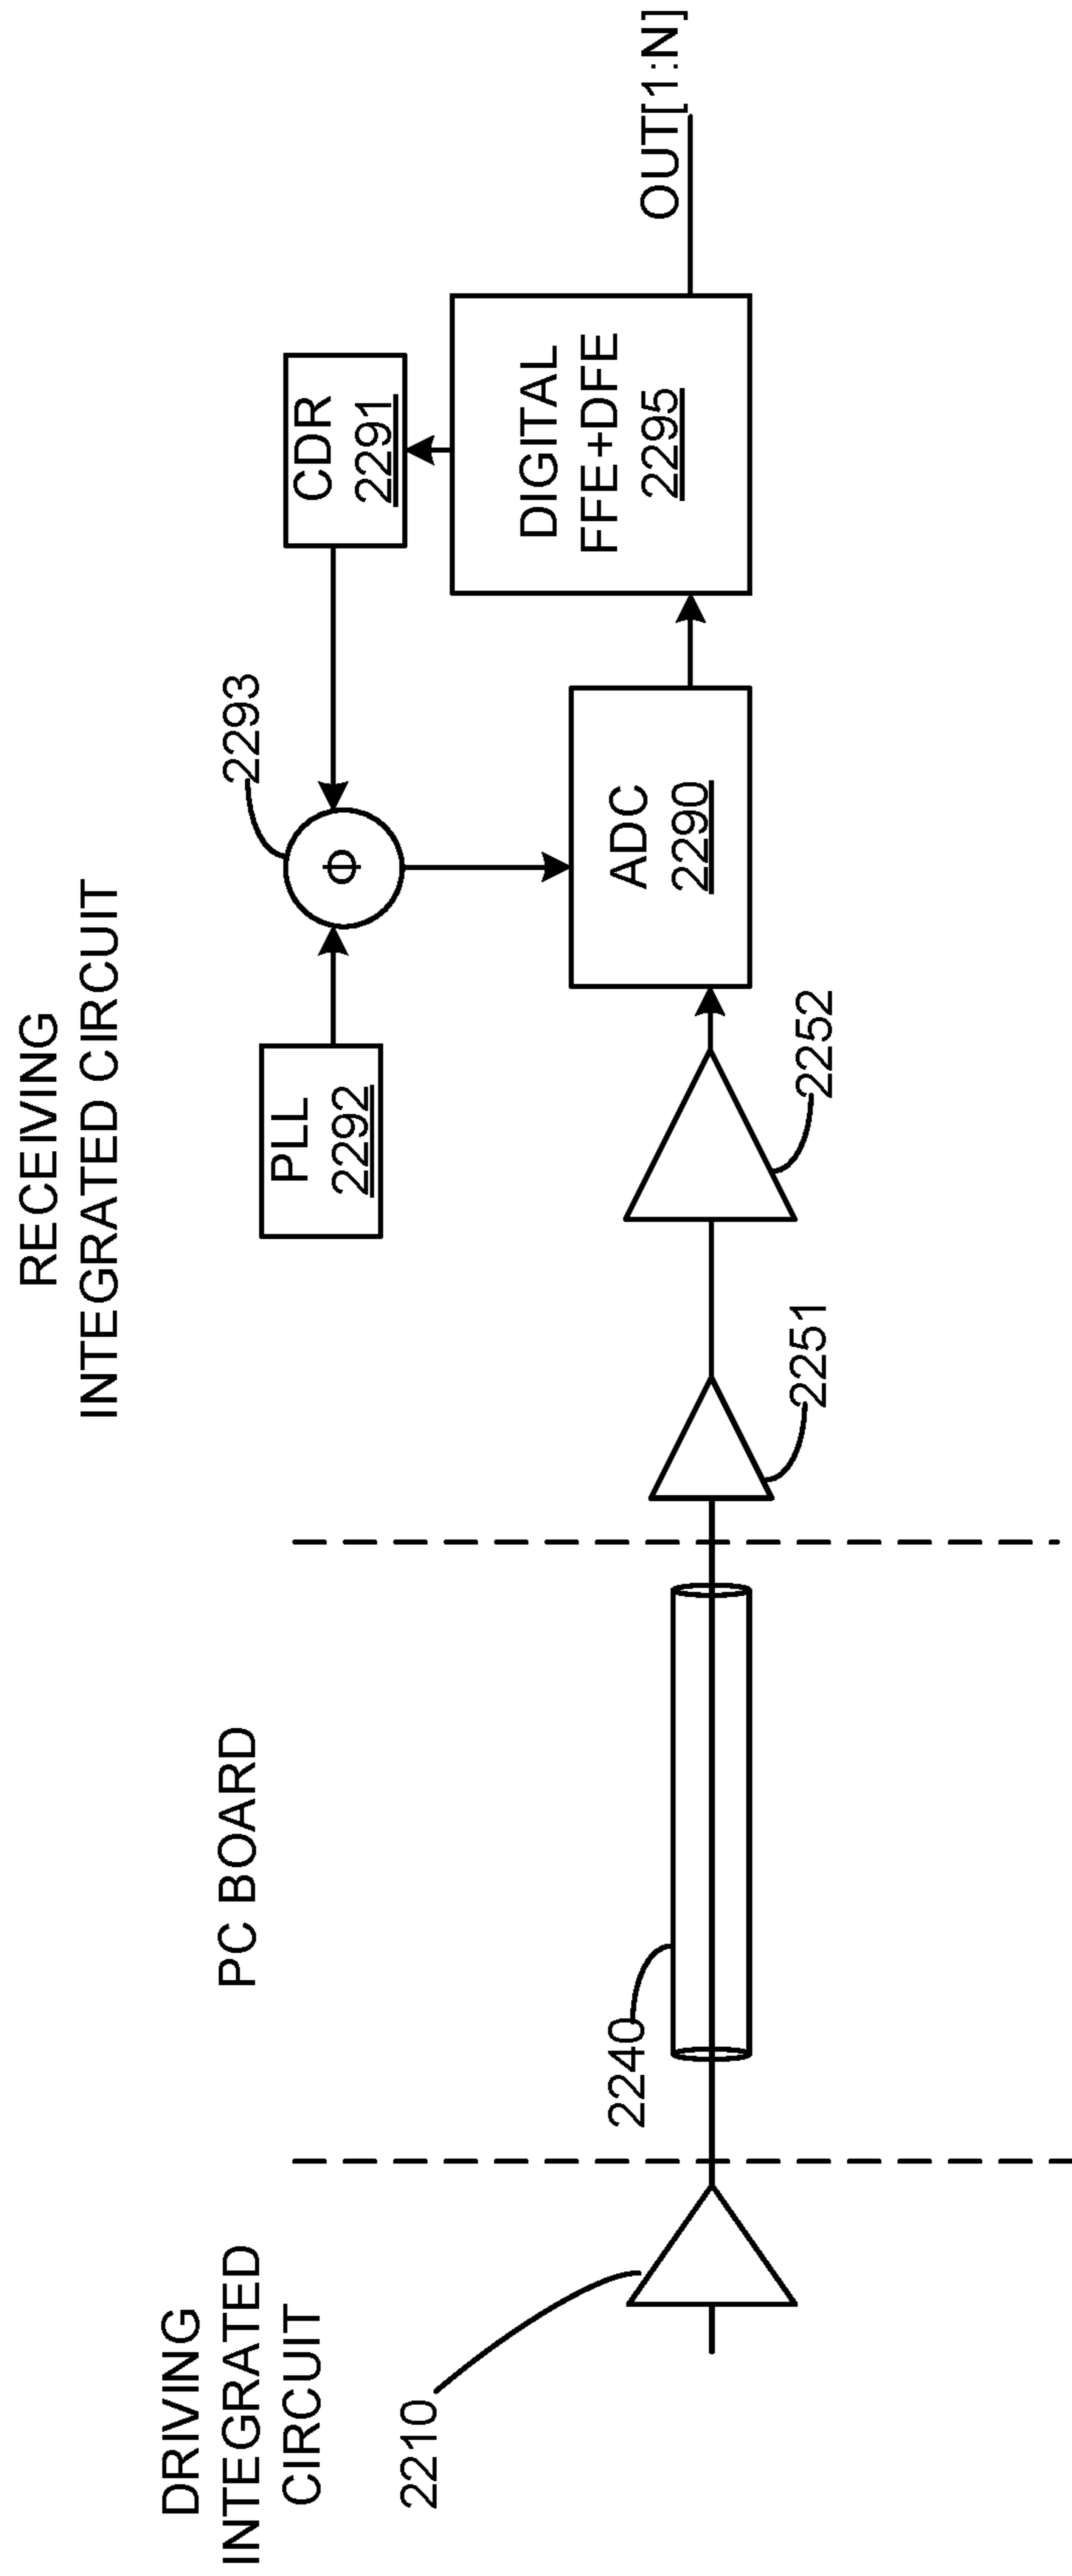 DRIVING
INTEGRATED
CIRCUIT
PC BOARD
RECEIVING
INTEGRATED CIRCUIT
2210
2240
2251
2252
PLL
2292
Φ
2293
CDR
2291
ADC
2290
DIGITAL
FFE+DFE
2295
OUT[1:N]